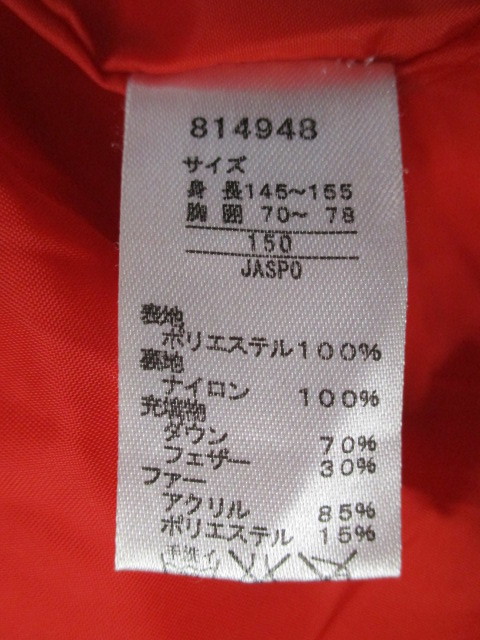 814948
サイズ
身長145~155
胸囲 70~ 78
150
JASPO
表地
ポリエステル100%
裏地
ナイロン 100%
充填物
ダウン 70%
フェザー 30%
ファー
アクリル 85%
ポリエステル 15%
手洗イ